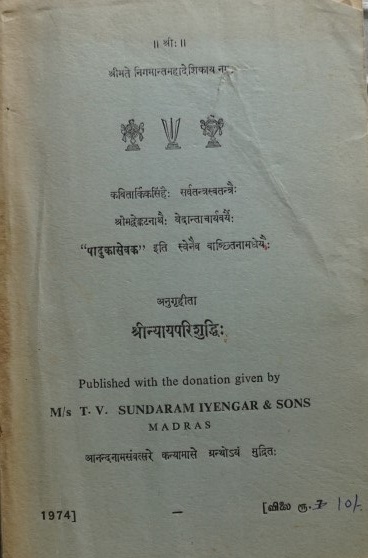 ॥ श्रीः ॥
श्रीमते निगमान्तमहादेशिकाय नमः
कवितार्किकसिंहैः सर्वतन्त्रस्वतन्त्रैः
श्रीमद्वेङ्कटनाथैः वेदान्ताचार्यवर्यैः
“पादुकासेवक” इति स्वेनैव वाञ्छितनामधेयैः
अनुगृहीता
श्रीन्यायपरिशुद्धिः
Published with the donation given by
M/s T. V. SUNDARAM IYENGAR & SONS
MADRAS
आनन्दनामसंवत्सरे कन्यामासे ग्रन्थोऽयं मुद्रितः
1974] — [விலை ரூ. 10/-